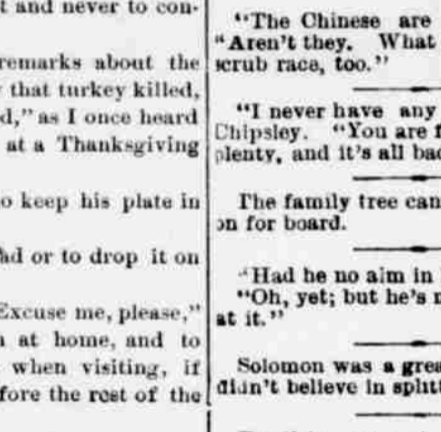 t and never to con-
remarks about the
that turkey killed,
d," as I once heard
at a Thanksgiving
o keep his plate in
or to drop it on
Excuse me, please,"
at home, and to
when visiting, if
fore the rest of the
"The Chinese are
"Aren't they. What
scrub race, too."
"I never have any
Chipsley. "You are f
plenty, and it's all bad
The family tree can
on for board.
"Had he no aim in
"Oh, yet; but he's n
at it."
Solomon was a grea
didn't believe in splitt